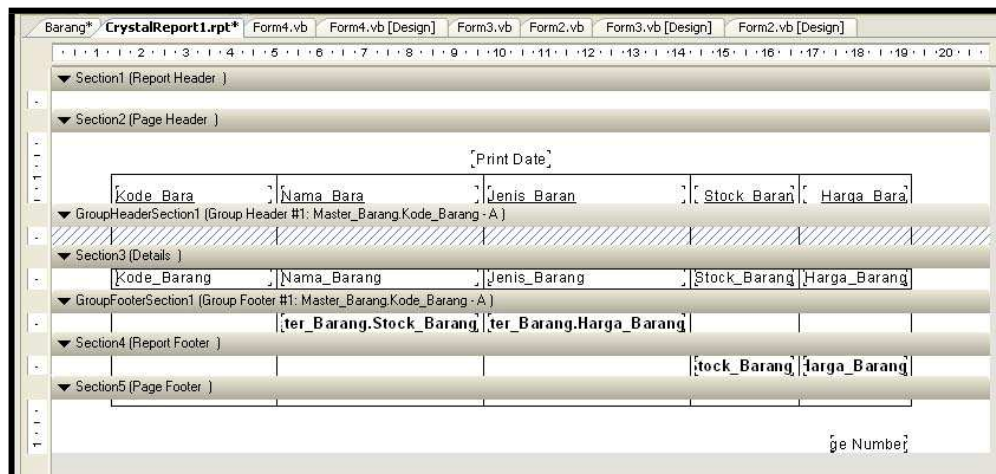 Barang* CrystalReport1.rpt* Form4.vb Form4.vb [Design] Form3.vb Form2.vb Form3.vb [Design] Form2.vb [Design]
1 2 3 4 5 6 7 8 9 10 11 12 13 14 15 16 17 18 19 20
Section1 (Report Header )
Section2 (Page Header )
Print Date
1
Kode_Bara Nama_Bara Jenis_Baran Stock_Baran Harga_Bara
GroupHeaderSection1 (Group Header #1: Master_Barang.Kode_Barang - A )
Section3 (Details )
Kode_Barang Nama_Barang Jenis_Barang Stock_Barang Harga_Barang
GroupFooterSection1 (Group Footer #1: Master_Barang.Kode_Barang - A )
ter_Barang.Stock_Barang ter_Barang.Harga_Barang
Section4 (Report Footer )
tock_Barang Harga_Barang
Section5 (Page Footer )
ge Number
1